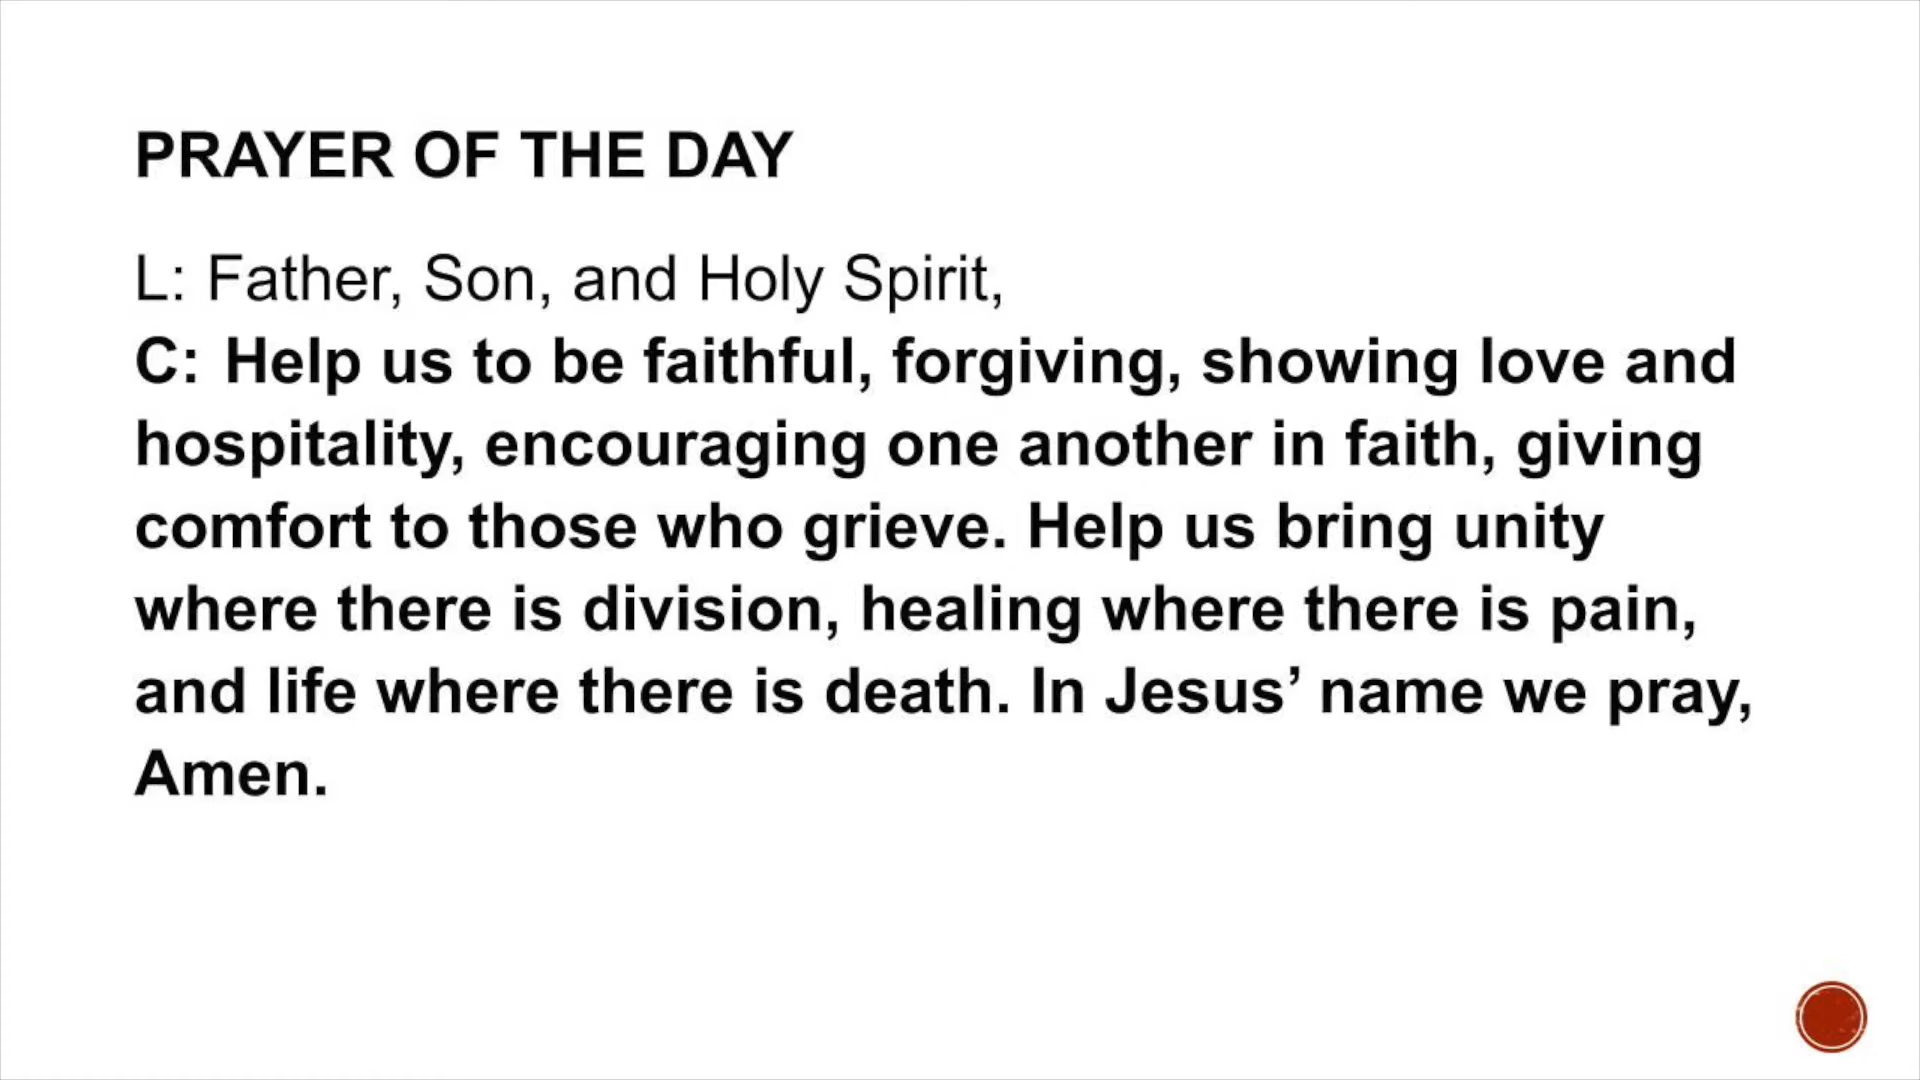 PRAYER OF THE DAY
L: Father, Son, and Holy Spirit,
C: Help us to be faithful, forgiving, showing love and
hospitality, encouraging one another in faith, giving
comfort to those who grieve. Help us bring unity
where there is division, healing where there is pain,
and life where there is death. In Jesus’ name we pray,
Amen.